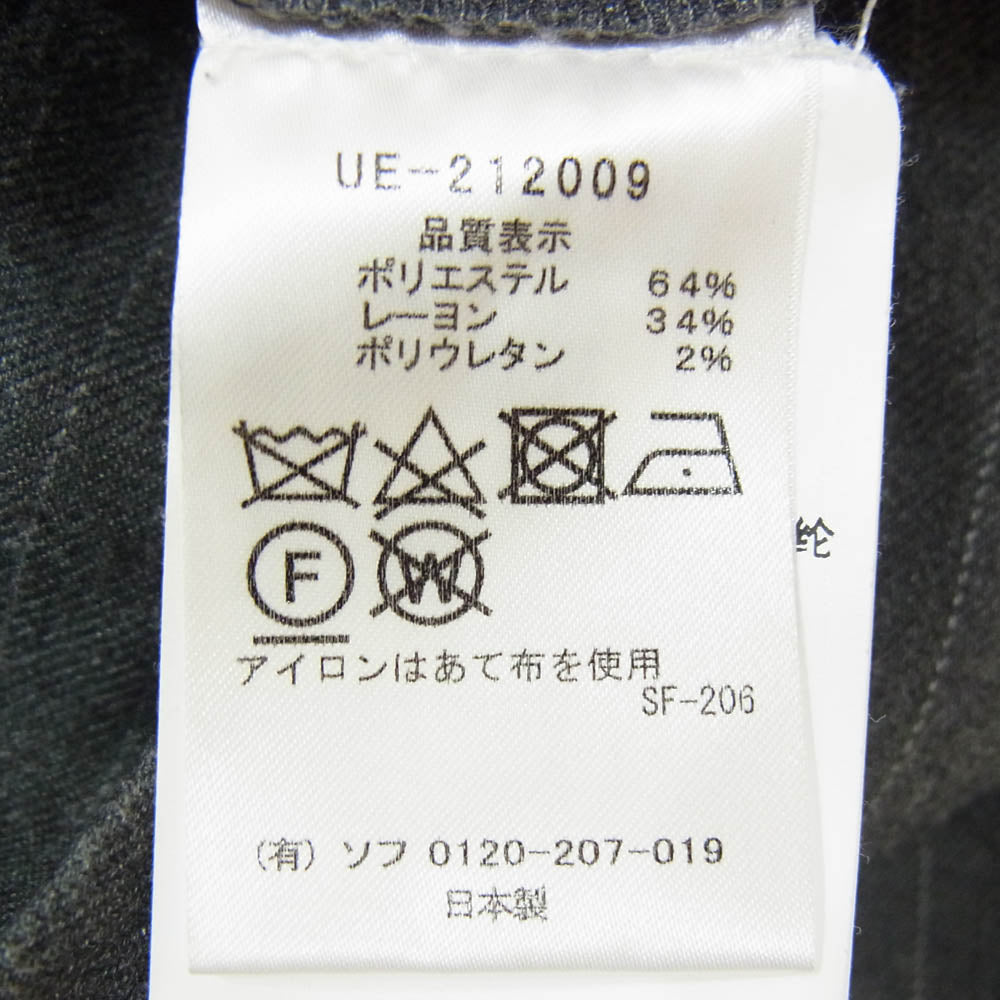 UE-212009
品質表示
ポリエステル 64%
レーヨン 34%
ポリウレタン 2%
F W
アイロンはあて布を使用
SF-206
(有) ソフ 0120-207-019
日本製
纶